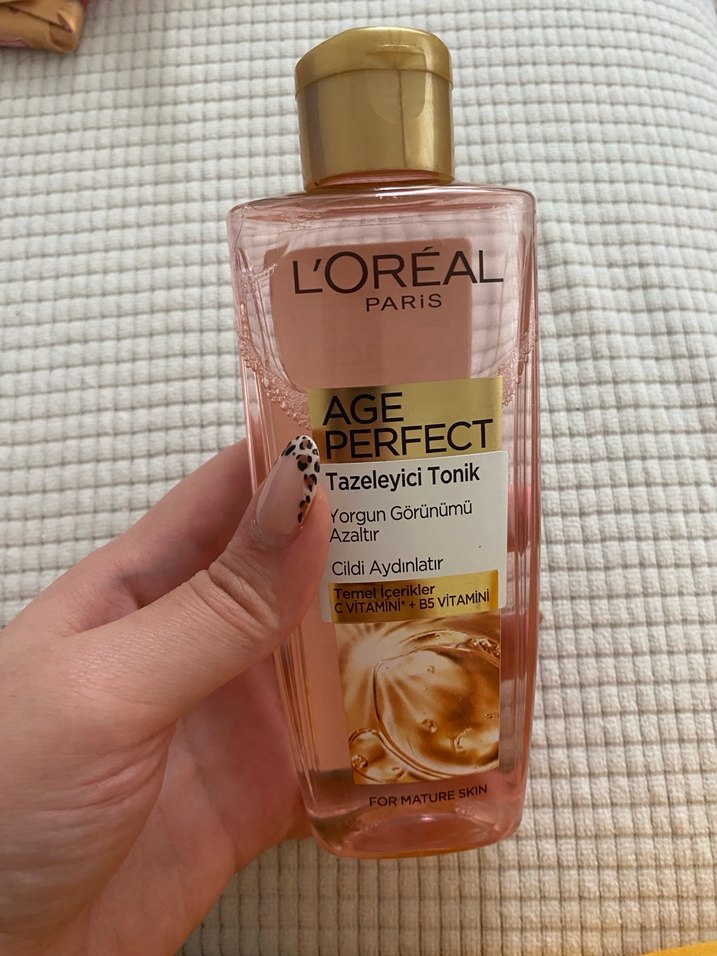 L'ORÉAL
PARiS
AGE
PERFECT
Tazeleyici Tonik
Yorgun Görünümü
Azaltır
Cildi Aydınlatır
Temel İçerikler
C VİTAMİNİ* + B5 VİTAMİNİ
FOR MATURE SKIN